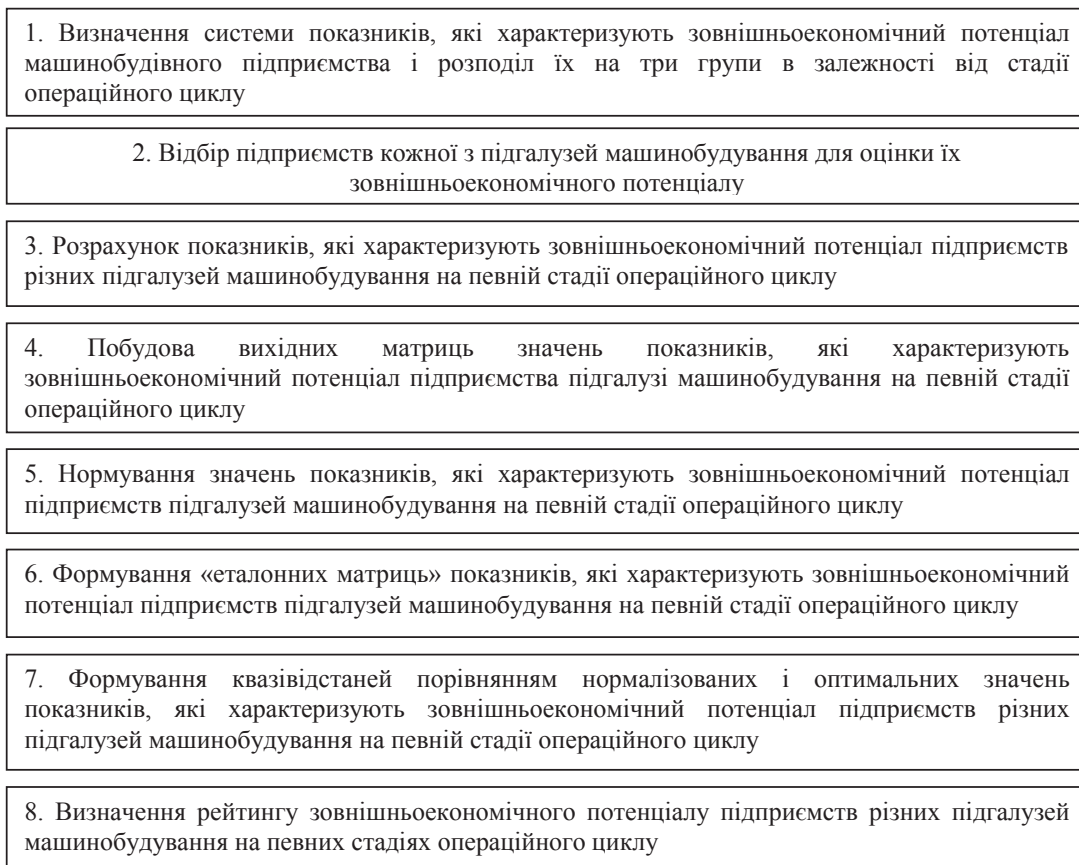 1. Визначення системи показників, які характеризують зовнішньоекономічний потенціал
машинобудівного підприємства і розподіл їх на три групи в залежності від стадії
операційного циклу
2. Відбір підприємств кожної з підгалузей машинобудування для оцінки їх
зовнішньоекономічного потенціалу
3. Розрахунок показників, які характеризують зовнішньоекономічний потенціал підприємств
різних підгалузей машинобудування на певній стадії операційного циклу
4. Побудова вихідних матриць значень показників, які характеризують
зовнішньоекономічний потенціал підприємства підгалузі машинобудування на певній стадії
операційного циклу
5. Нормування значень показників, які характеризують зовнішньоекономічний потенціал
підприємств підгалузей машинобудування на певній стадії операційного циклу
6. Формування «еталонних матриць» показників, які характеризують зовнішньоекономічний
потенціал підприємств підгалузей машинобудування на певній стадії операційного циклу
7. Формування квазівідстаней порівнянням нормалізованих і оптимальних значень
показників, які характеризують зовнішньоекономічний потенціал підприємств різних
підгалузей машинобудування на певній стадії операційного циклу
8. Визначення рейтингу зовнішньоекономічного потенціалу підприємств різних підгалузей
машинобудування на певних стадіях операційного циклу